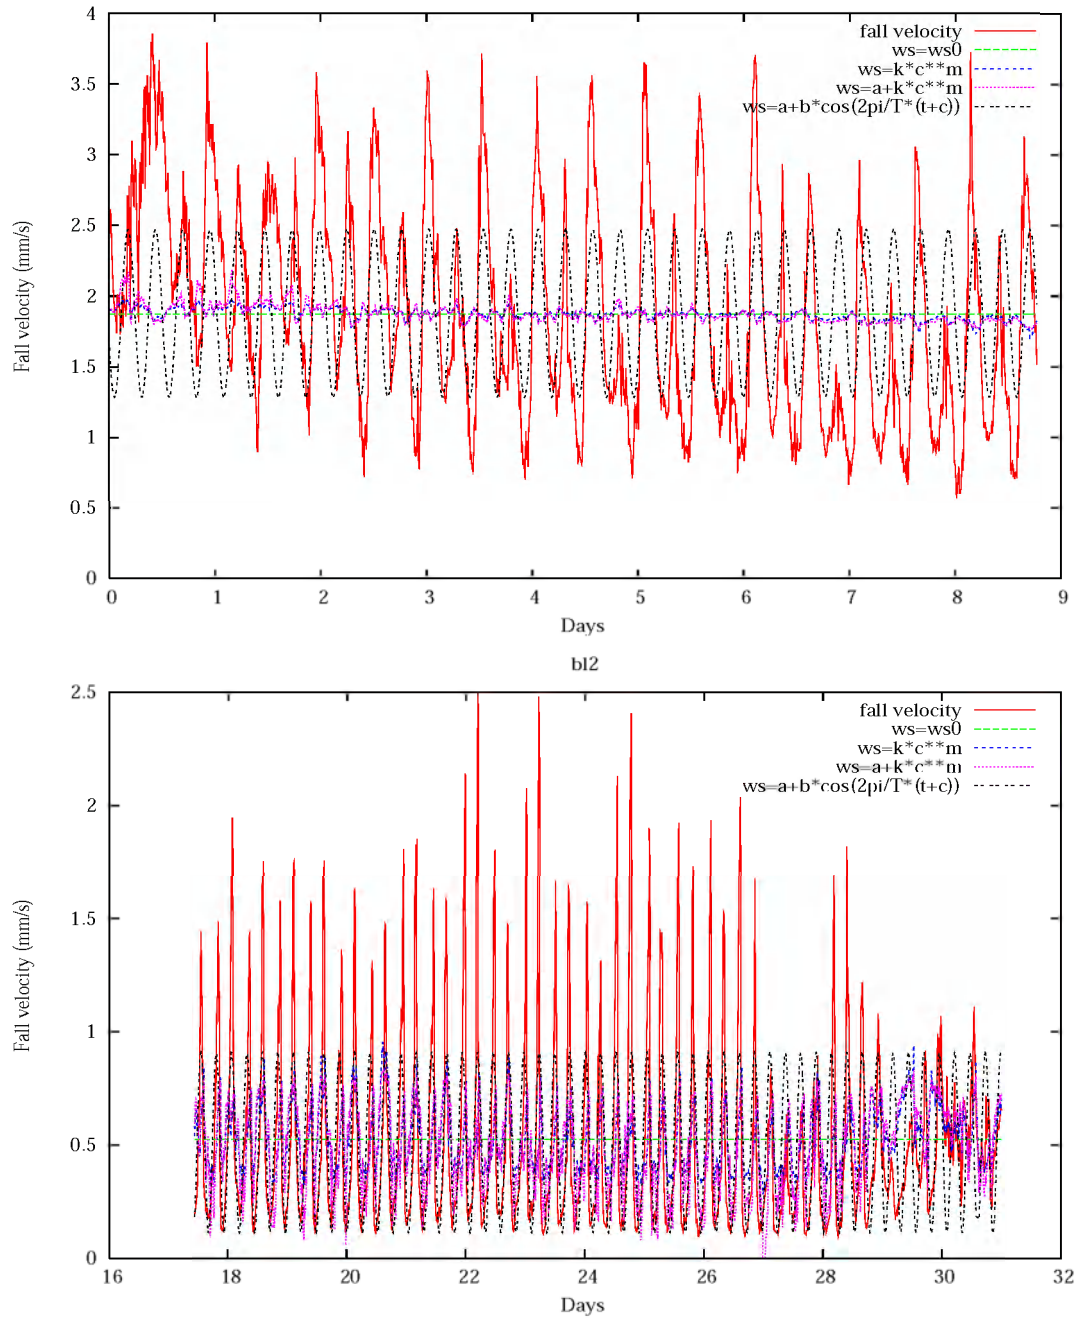 4
3.5
3
2.5
2
1.5
1
0.5
0
Fall velocity (mm/s)
fall velocity
ws=ws0
ws=k*c**m
ws=a+k*c**m
ws=a+b*cos(2pi/T*(t+c))
0 1 2 3 4 5 6 7 8 9
Days
bl2
2.5
2
1.5
1
0.5
0
Fall velocity (mm/s)
fall velocity
ws=ws0
ws=k*c**m
ws=a+k*c**m
ws=a+b*cos(2pi/T*(t+c))
16 18 20 22 24 26 28 30 32
Days